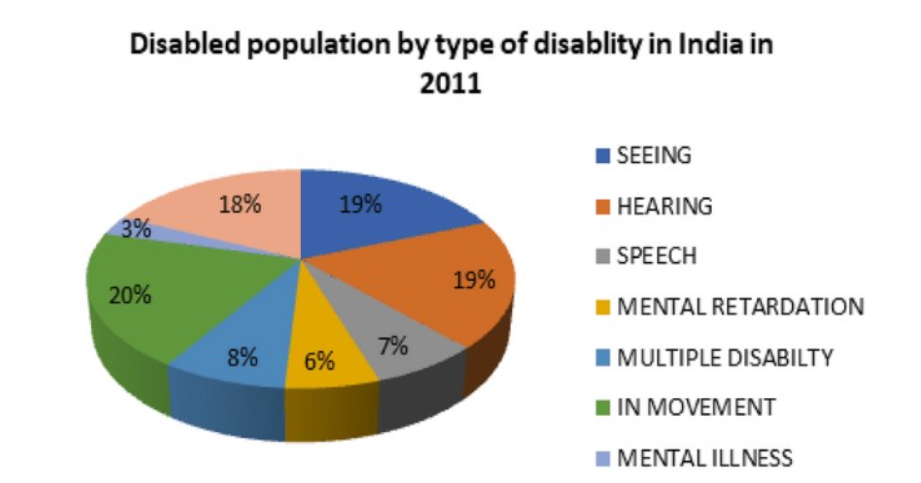 Disabled population by type of disablity in India in
2011
SEEING
HEARING
SPEECH
MENTAL RETARDATION
MULTIPLE DISABILTY
IN MOVEMENT
MENTAL ILLNESS
18%
19%
3%
19%
20%
7%
8%
6%